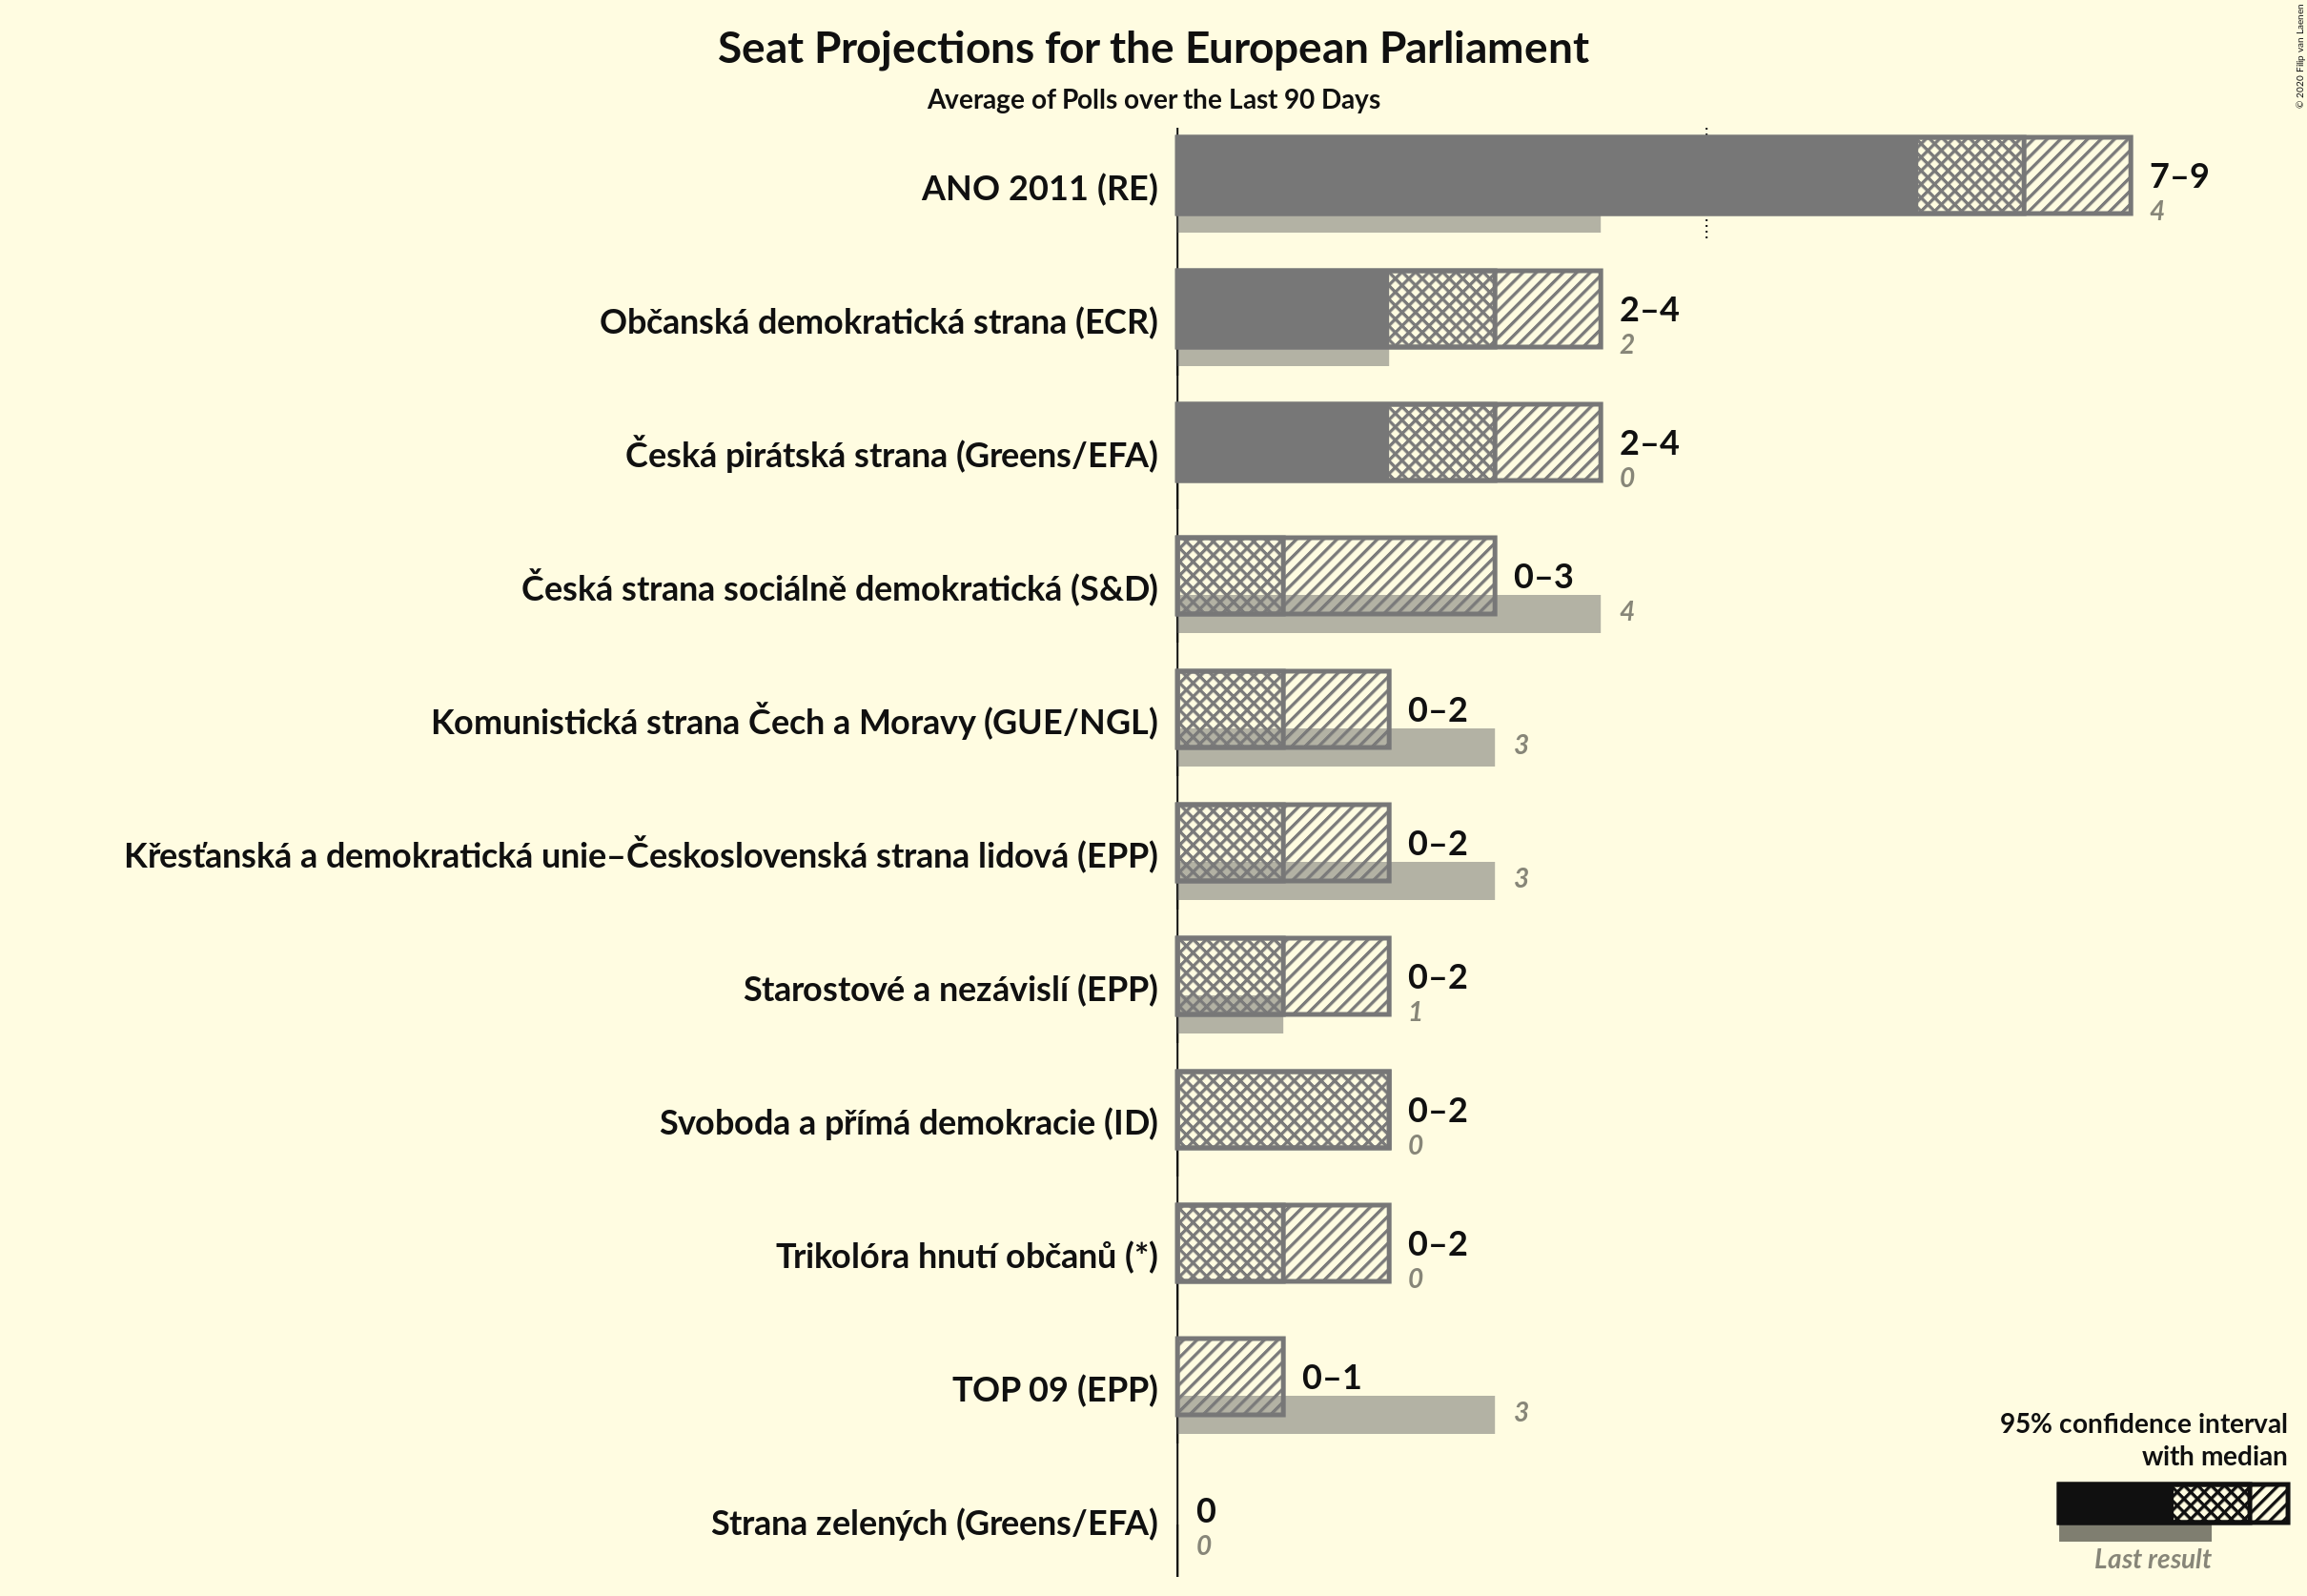 Seat Projections for the European Parliament
Average of Polls over the Last 90 Days
© 2020 Filip van Laenen
ANO 2011 (RE)
7–9
4
Občanská demokratická strana (ECR)
2–4
2
Česká pirátská strana (Greens/EFA)
2–4
0
Česká strana sociálně demokratická (S&D)
0–3
4
Komunistická strana Čech a Moravy (GUE/NGL)
0–2
3
Křesťanská a demokratická unie–Československá strana lidová (EPP)
0–2
3
Starostové a nezávislí (EPP)
0–2
1
Svoboda a přímá demokracie (ID)
0–2
0
Trikolóra hnutí občanů (*)
0–2
0
TOP 09 (EPP)
0–1
3
Strana zelených (Greens/EFA)
0
0
95% confidence interval
with median
Last result